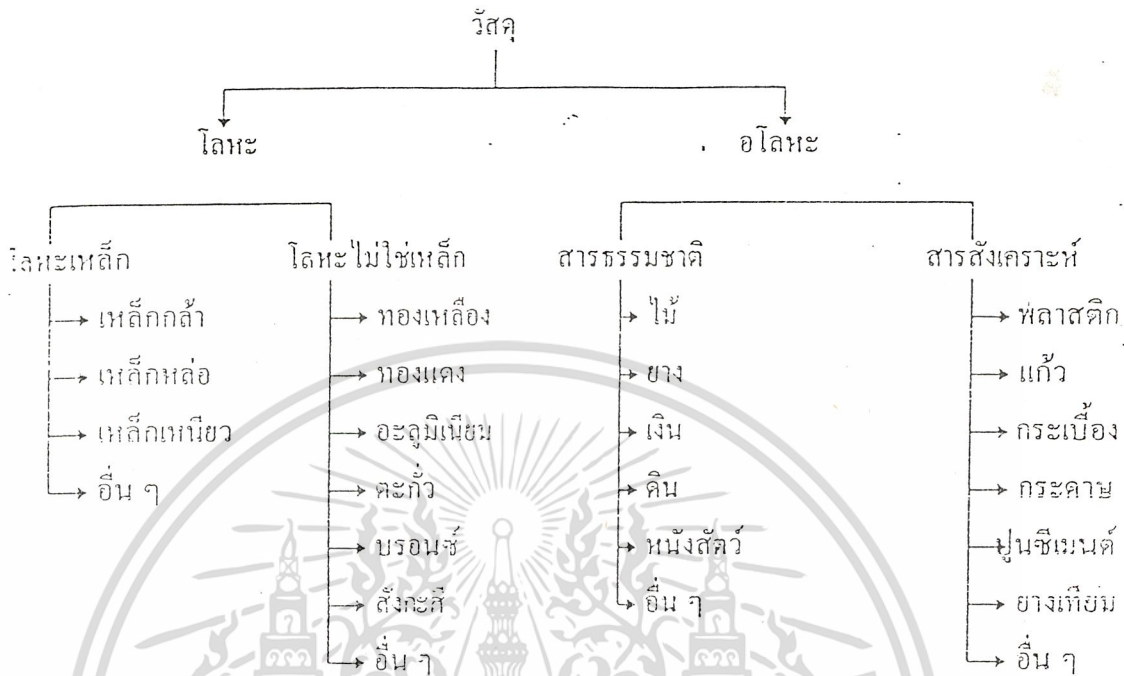 วัสดุ
โลหะ
อโลหะ
โลหะเหล็ก
โลหะไม่ใช่เหล็ก
สารธรรมชาติ
สารสังเคราะห์
เหล็กกล้า
เหล็กหล่อ
เหล็กเหนียว
อื่น ๆ
ทองเหลือง
ทองแดง
อะลูมิเนียม
ตะกั่ว
บรอนซ์
สังกะสี
อื่น ๆ
ไม้
ยาง
เงิน
ดิน
หนังสัตว์
อื่น ๆ
พลาสติก
แก้ว
กระเบื้อง
กระดาษ
ปูนซีเมนต์
ยางเทียม
อื่น ๆ